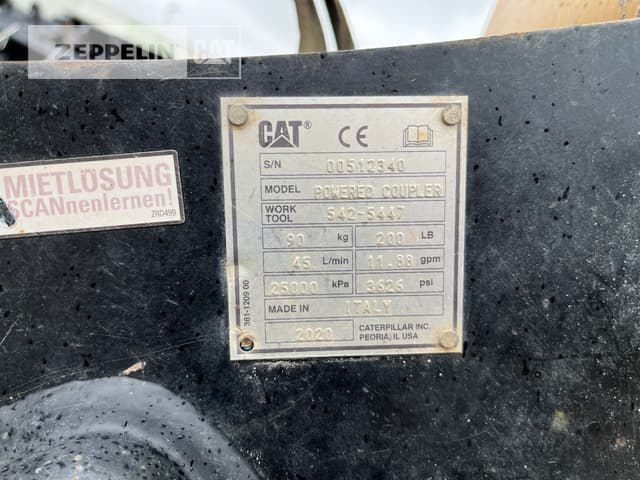 ZEPPELIN CAT
CAT® CE
S/N 00512340
MODEL POWERED COUPLER
WORK TOOL 542-5447
90 kg 200 LB
45 L/min 11.88 gpm
25000 kPa 3626 psi
MADE IN ITALY
2020 CATERPILLAR INC.
PEORIA, IL USA
361-1209 00
MIETLÖSUNG
SCANnenlernen!
ZR0499